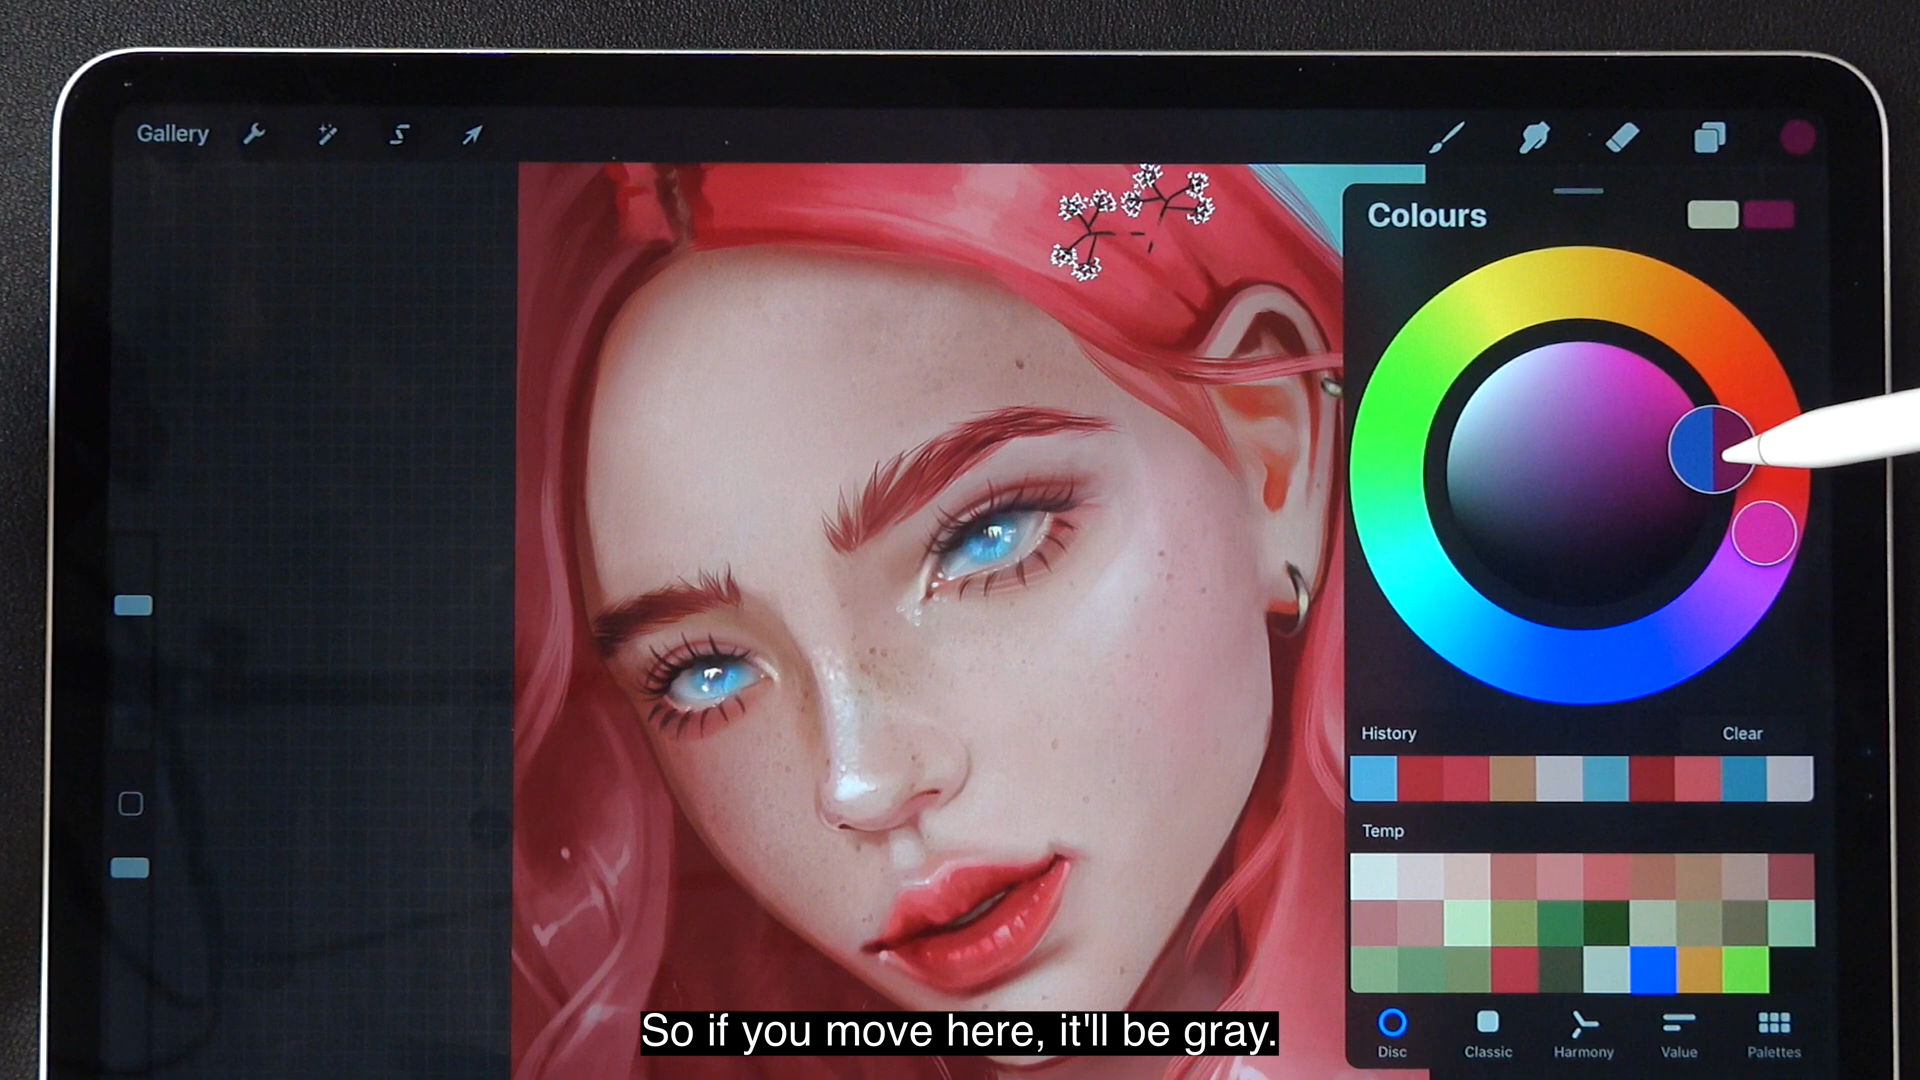 Gallery
Colours
History
Clear
Temp
Disc
Classic
Harmony
Value
Palettes
So if you move here, it'll be gray.